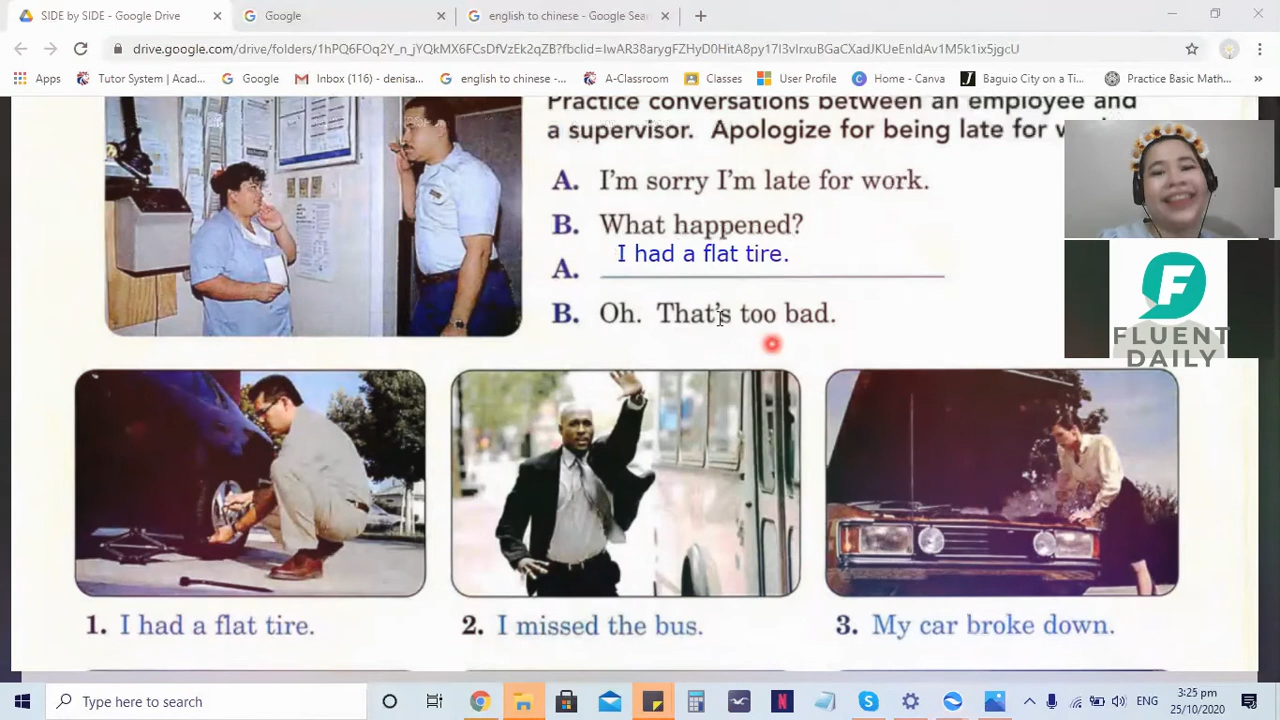 SIDE by SIDE - Google Drive
Google
english to chinese - Google Sea
drive.google.com/drive/folders/1hPQ6FOq2Y_n_jYQkMX6FCsDfVzEk2qZB?fbclid=IwAR38arygFZHyD0HitA8py17l3vlrxuBGaCXadJKUeEnldAv1M5k1ix5jgcU
Apps
Tutor System | Acad...
Google
Inbox (116) - denisa...
english to chinese -...
A-Classroom
Classes
User Profile
Home - Canva
Baguio City on a Ti...
Practice Basic Math...
Practice conversations between an employee and
a supervisor. Apologize for being late for
A. I'm sorry I'm late for work.
B. What happened?
I had a flat tire.
A.
B. Oh. That's too bad.
FLUENT
DAILY
1. I had a flat tire.
2. I missed the bus.
3. My car broke down.
Type here to search
ENG
3:25 pm
25/10/2020